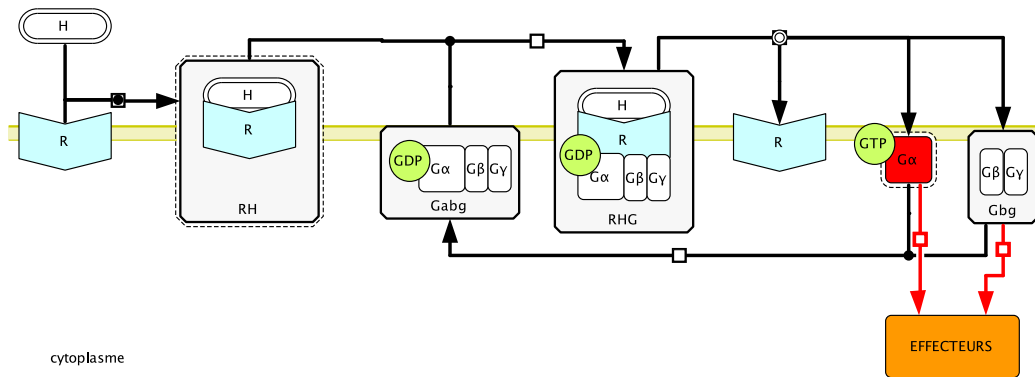 H
R
H
R
RH
GDP
Gα
Gβ
Gγ
Gabg
H
R
GDP
Gα
Gβ
Gγ
RHG
R
GTP
Gα
Gβ
Gγ
Gbg
EFFECTEURS
cytoplasme